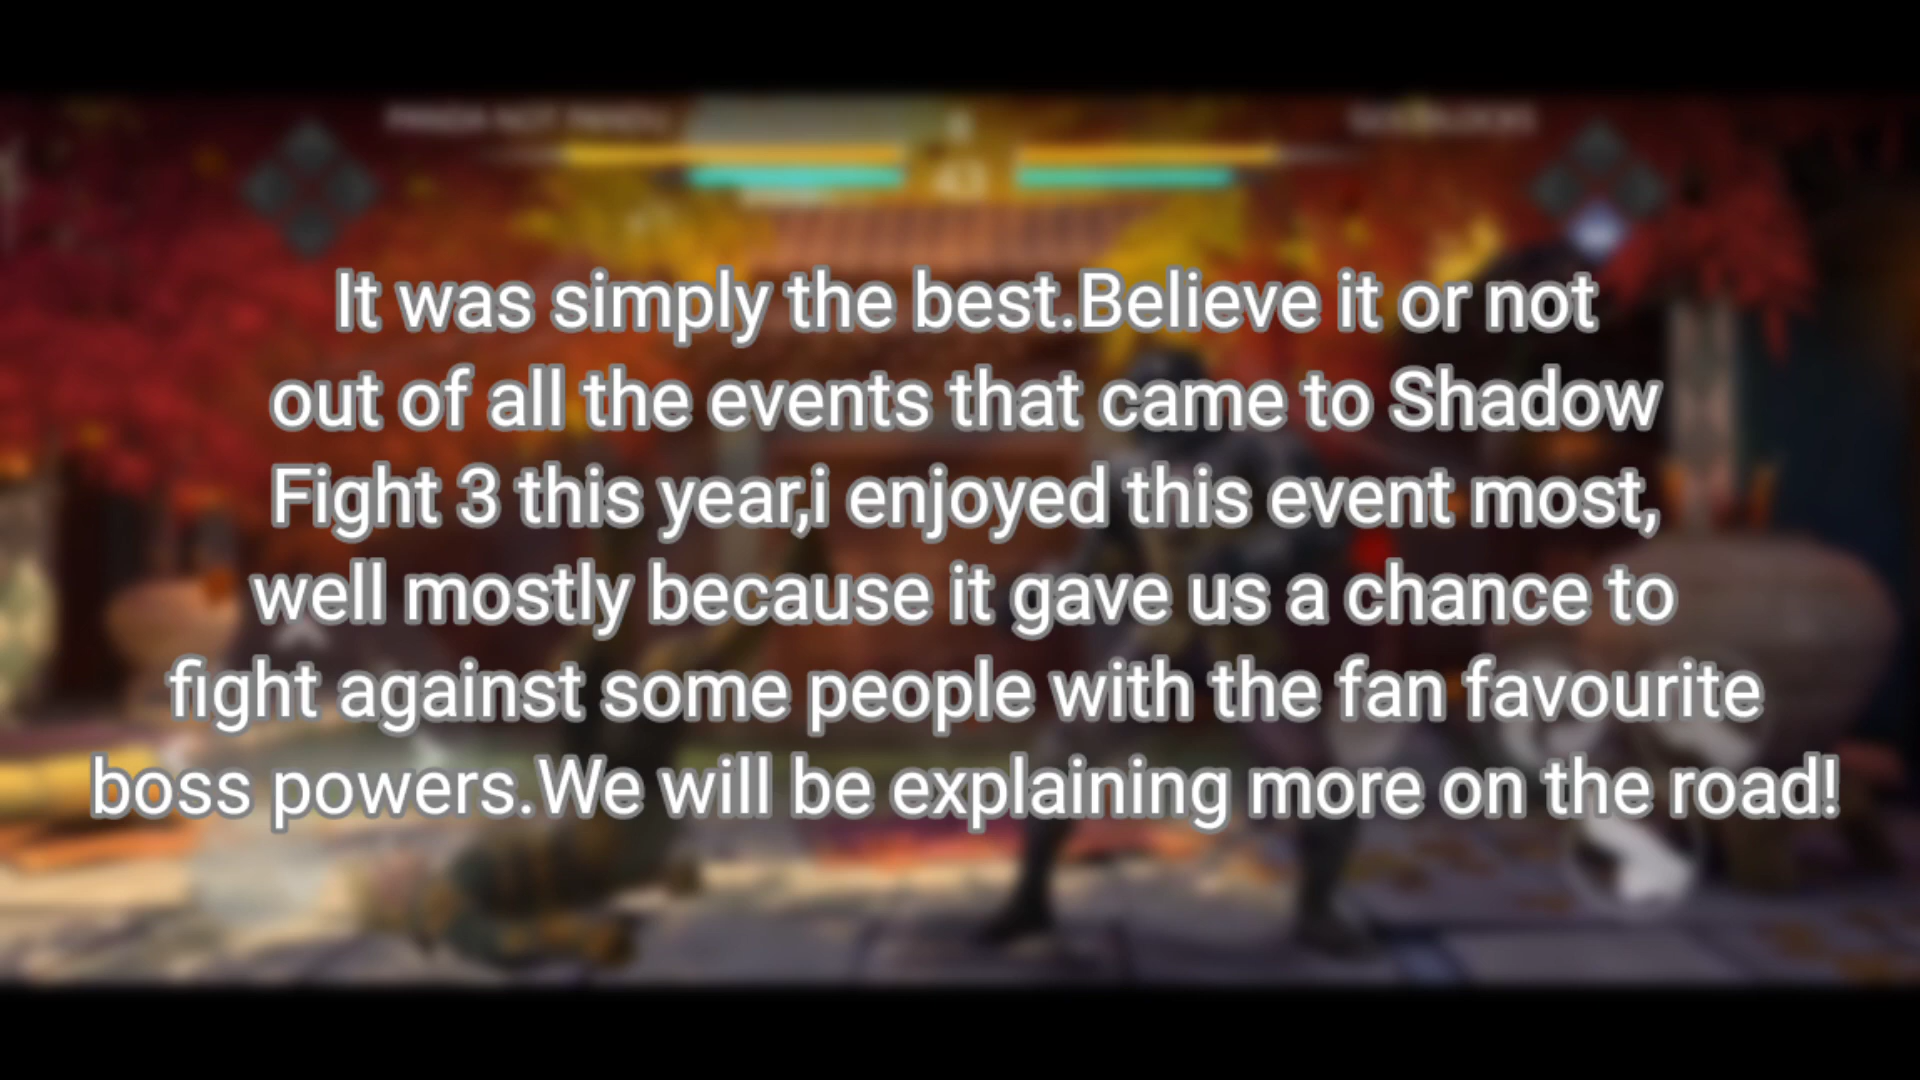 43
It was simply the best.Believe it or not
out of all the events that came to Shadow
Fight 3 this year,i enjoyed this event most,
well mostly because it gave us a chance to
fight against some people with the fan favourite
boss powers.We will be explaining more on the road!